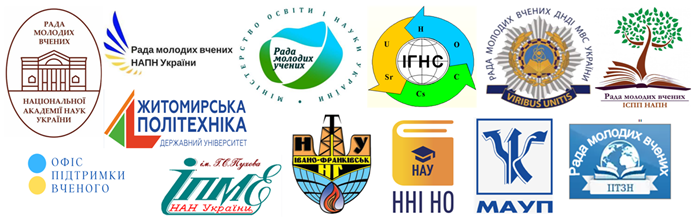 РАДА МОЛОДИХ ВЧЕНИХ
НАЦІОНАЛЬНОЇ
АКАДЕМІЇ НАУК
УКРАЇНИ
Рада молодих вчених
НАПН України
МІНІСТЕРСТВО ОСВІТИ І НАУКИ УКРАЇНИ
Рада
молодих
учених
ІГНС
U
H
O
C
Cs
Sr
РАДА МОЛОДИХ ВЧЕНИХ ДНДІ МВС УКРАЇНИ
VIRIBUS UNITIS
Рада молодих вчених
ІСПП НАПН
ЖИТОМИРСЬКА
ПОЛІТЕХНІКА
ДЕРЖАВНИЙ УНІВЕРСИТЕТ
ОФІС
ПІДТРИМКИ
ВЧЕНОГО
ім. Г.Є.Пухова
ІПМЕ
НАН України
НТУ
ІВАНО-ФРАНКІВСЬК
НГ
НАУ
ННІ НО
МАУП
Рада молодих вчених
ІІТЗН